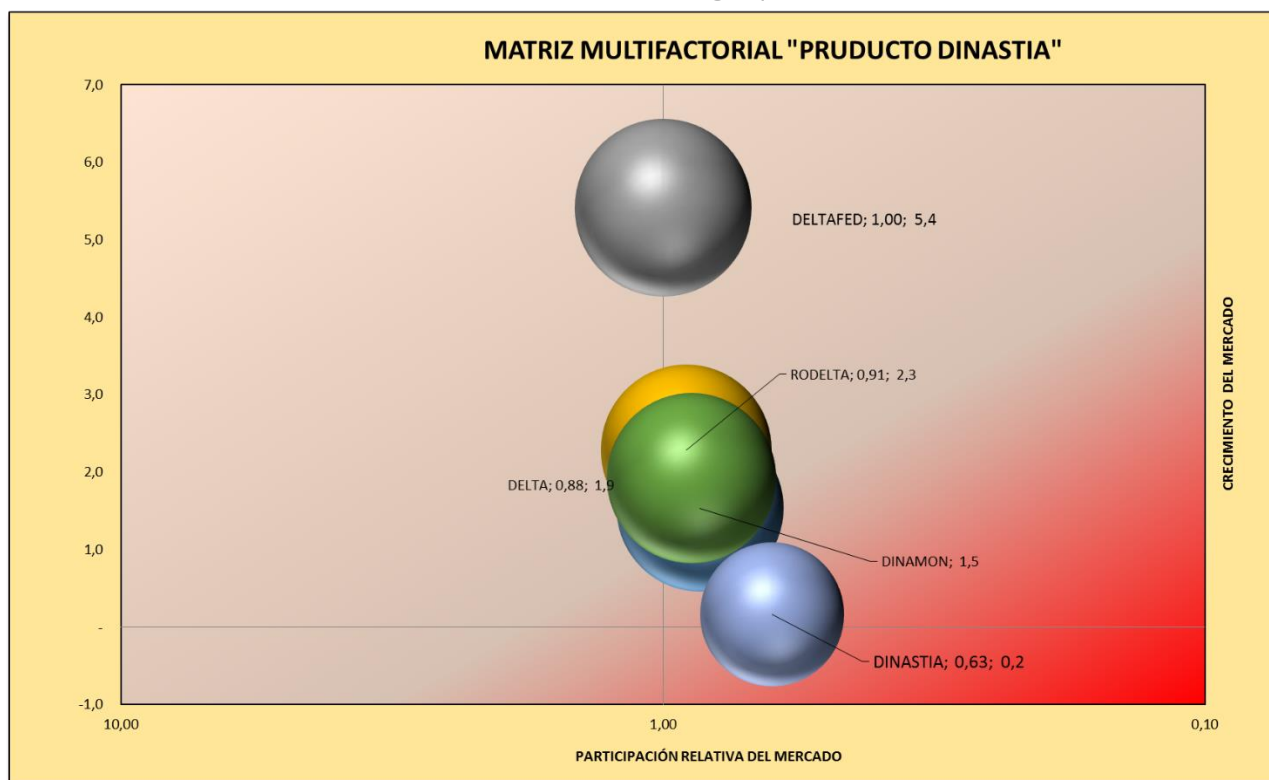 MATRIZ MULTIFACTORIAL "PRUDUCTO DINASTIA"
7,0
6,0
5,0
4,0
3,0
2,0
1,0
-
-1,0
DELTAFED; 1,00; 5,4
RODELTA; 0,91; 2,3
DELTA; 0,88; 1,9
DINAMON; 1,5
DINASTIA; 0,63; 0,2
CRECIMIENTO DEL MERCADO
10,00
1,00
0,10
PARTICIPACIÓN RELATIVA DEL MERCADO